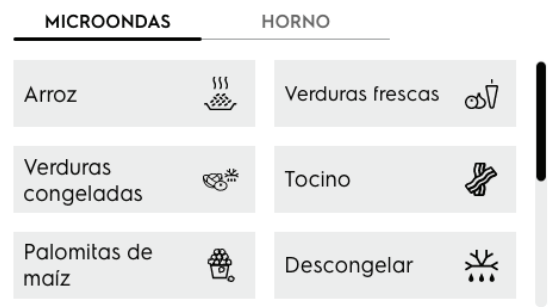 MICROONDAS HORNO
Arroz
Verduras frescas
Verduras
congeladas
Tocino
Palomitas de
maíz
Descongelar